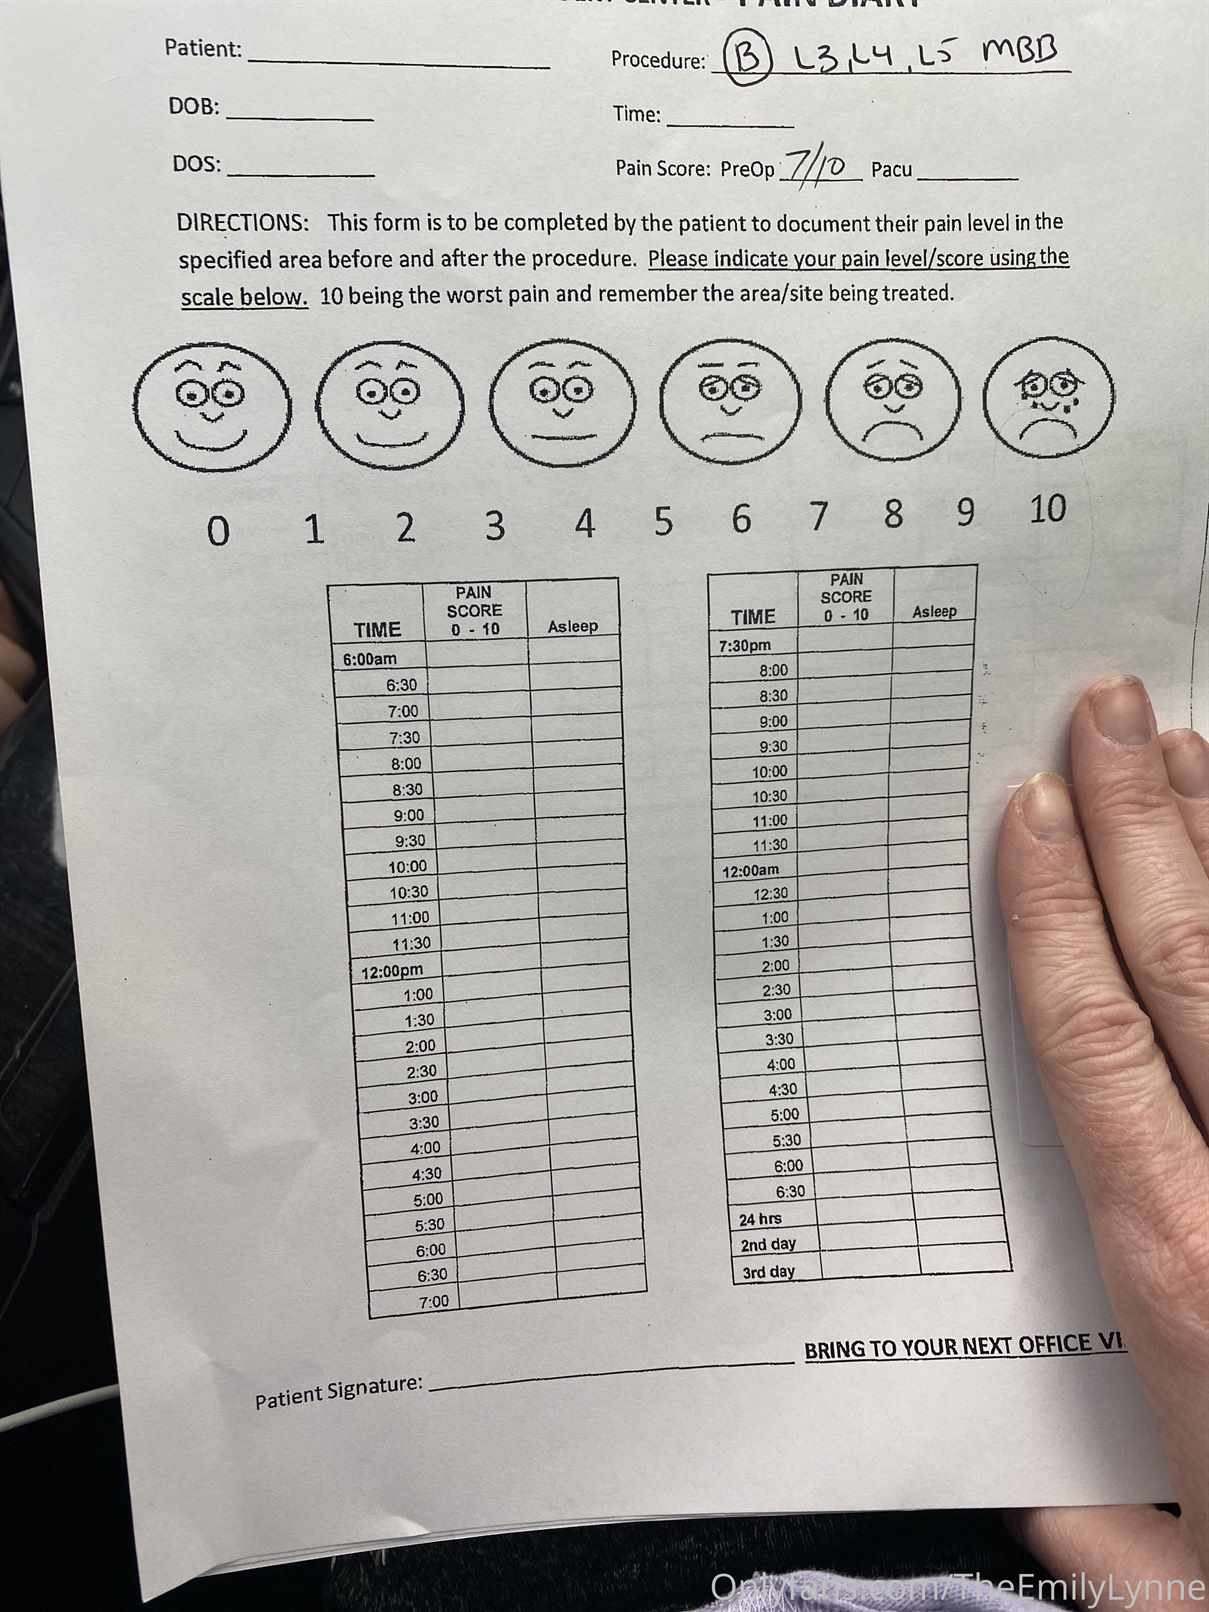 PAIN DIARY
Patient: Procedure: Ⓑ L3, L4, L5 MBB
DOB: Time:
DOS: Pain Score: PreOp 7/10 Pacu
DIRECTIONS: This form is to be completed by the patient to document their pain level in the
specified area before and after the procedure. Please indicate your pain level/score using the
scale below. 10 being the worst pain and remember the area/site being treated.
0 1 2 3 4 5 6 7 8 9 10
TIME PAIN SCORE 0 - 10 Asleep
6:00am
6:30
7:00
7:30
8:00
8:30
9:00
9:30
10:00
10:30
11:00
11:30
12:00pm
1:00
1:30
2:00
2:30
3:00
3:30
4:00
4:30
5:00
5:30
6:00
6:30
7:00
TIME PAIN SCORE 0 - 10 Asleep
7:30pm
8:00
8:30
9:00
9:30
10:00
10:30
11:00
11:30
12:00am
12:30
1:00
1:30
2:00
2:30
3:00
3:30
4:00
4:30
5:00
5:30
6:00
6:30
24 hrs
2nd day
3rd day
BRING TO YOUR NEXT OFFICE VI
Patient Signature:
OnlyFans.com/TheEmilyLynne